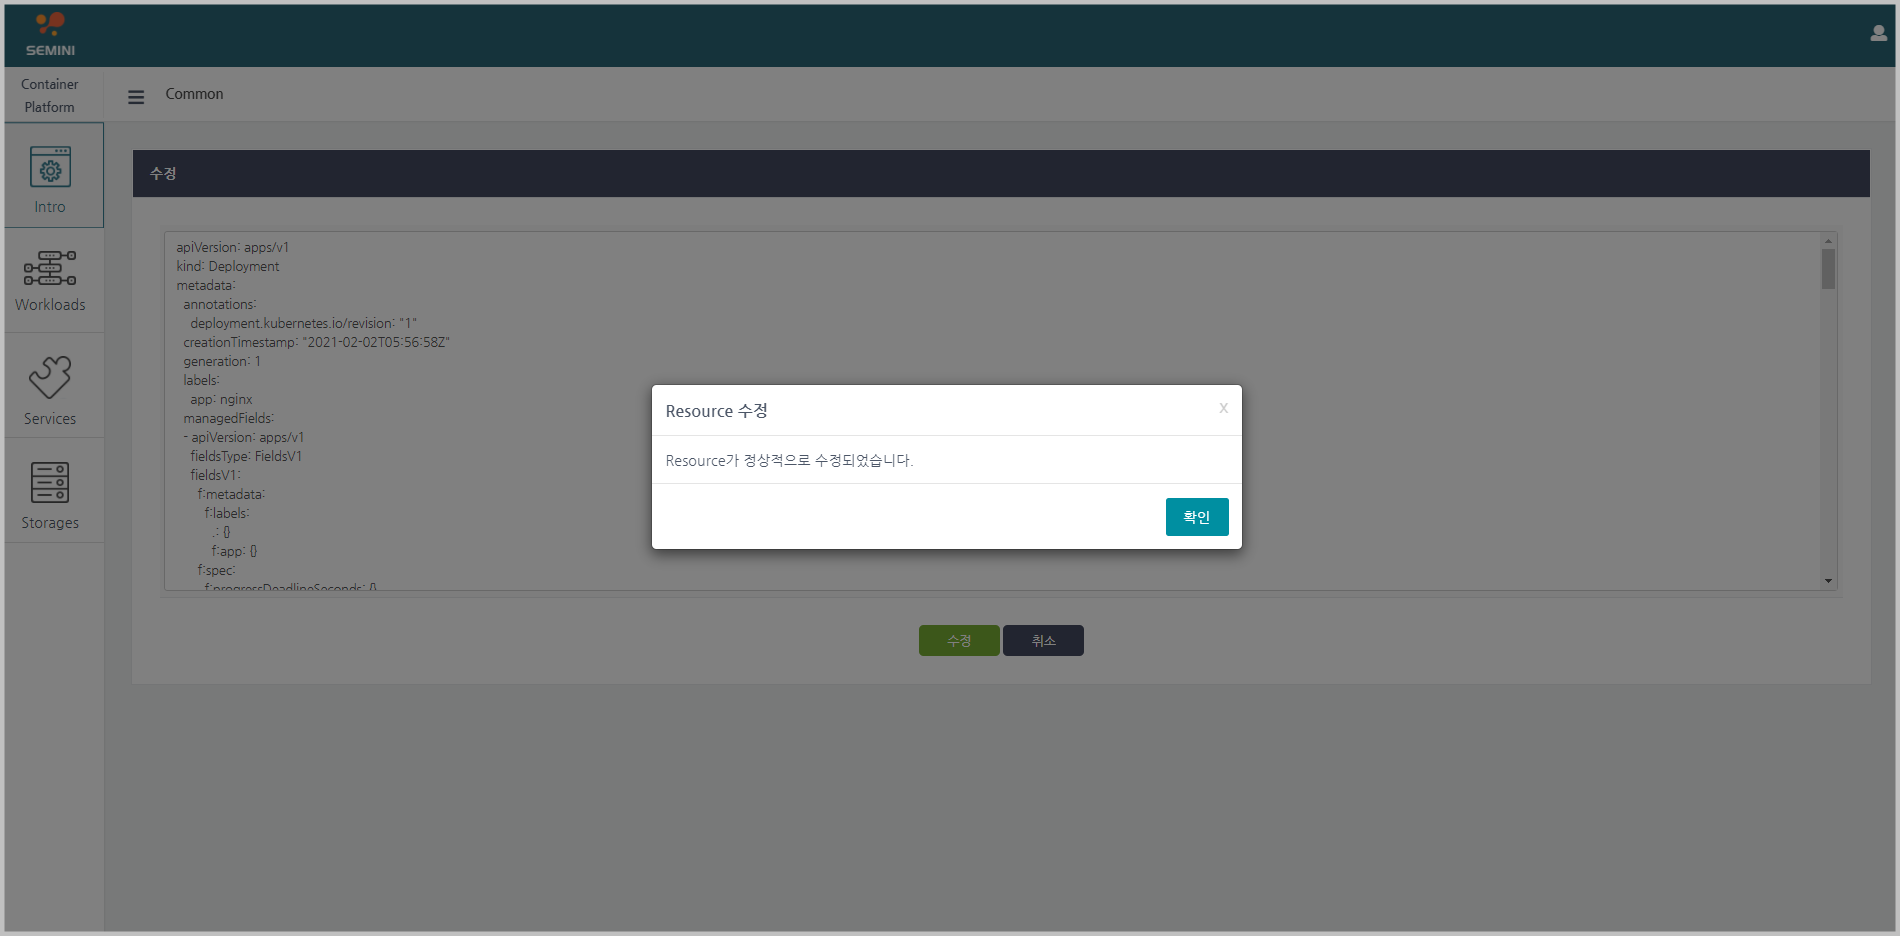 SEMINI
Container
Platform
Common
Intro
Workloads
Services
Storages
수정
apiVersion: apps/v1
kind: Deployment
metadata:
  annotations:
    deployment.kubernetes.io/revision: "1"
  creationTimestamp: "2021-02-02T05:56:58Z"
  generation: 1
  labels:
    app: nginx
  managedFields:
  - apiVersion: apps/v1
    fieldsType: FieldsV1
    fieldsV1:
      f:metadata:
        f:labels:
          .: {}
          f:app: {}
      f:spec:
        f:progressDeadlineSeconds: {}
Resource 수정
x
Resource가 정상적으로 수정되었습니다.
확인
수정
취소